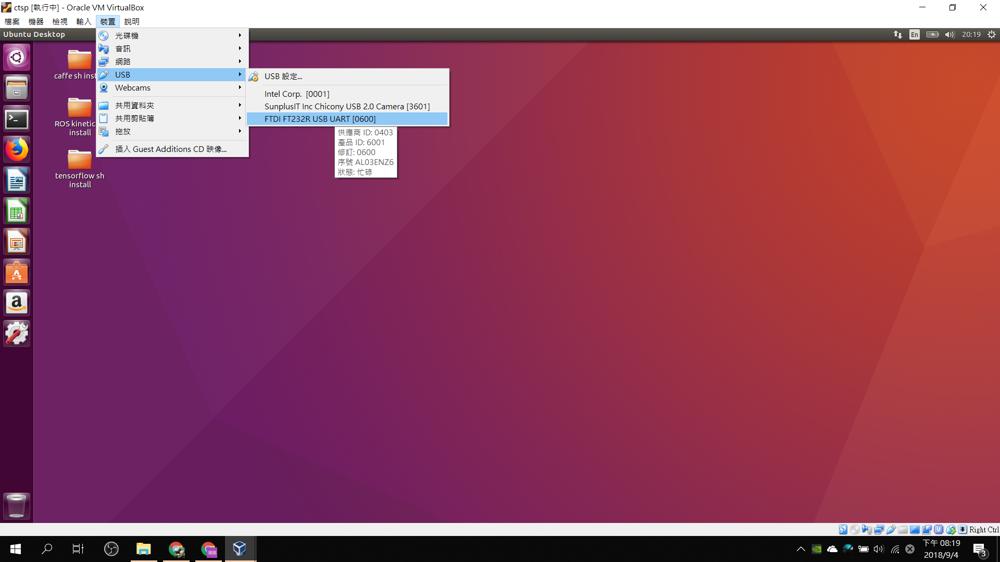 ctsp [執行中] - Oracle VM VirtualBox
檔案 機器 檢視 輸入 裝置 說明
Ubuntu Desktop
En
20:19
光碟機
音訊
網路
USB
Webcams
共用資料夾
共用剪貼簿
拖放
插入 Guest Additions CD 映像...
USB 設定...
Intel Corp. [0001]
SunplusIT Inc Chicony USB 2.0 Camera [3601]
FTDI FT232R USB UART [0600]
供應商 ID: 0403
產品 ID: 6001
修訂: 0600
序號 AL03ENZ6
狀態: 忙碌
caffe sh inst
ROS kinetic
install
tensorflow sh
install
Right Ctrl
下午 08:19
2018/9/4
3